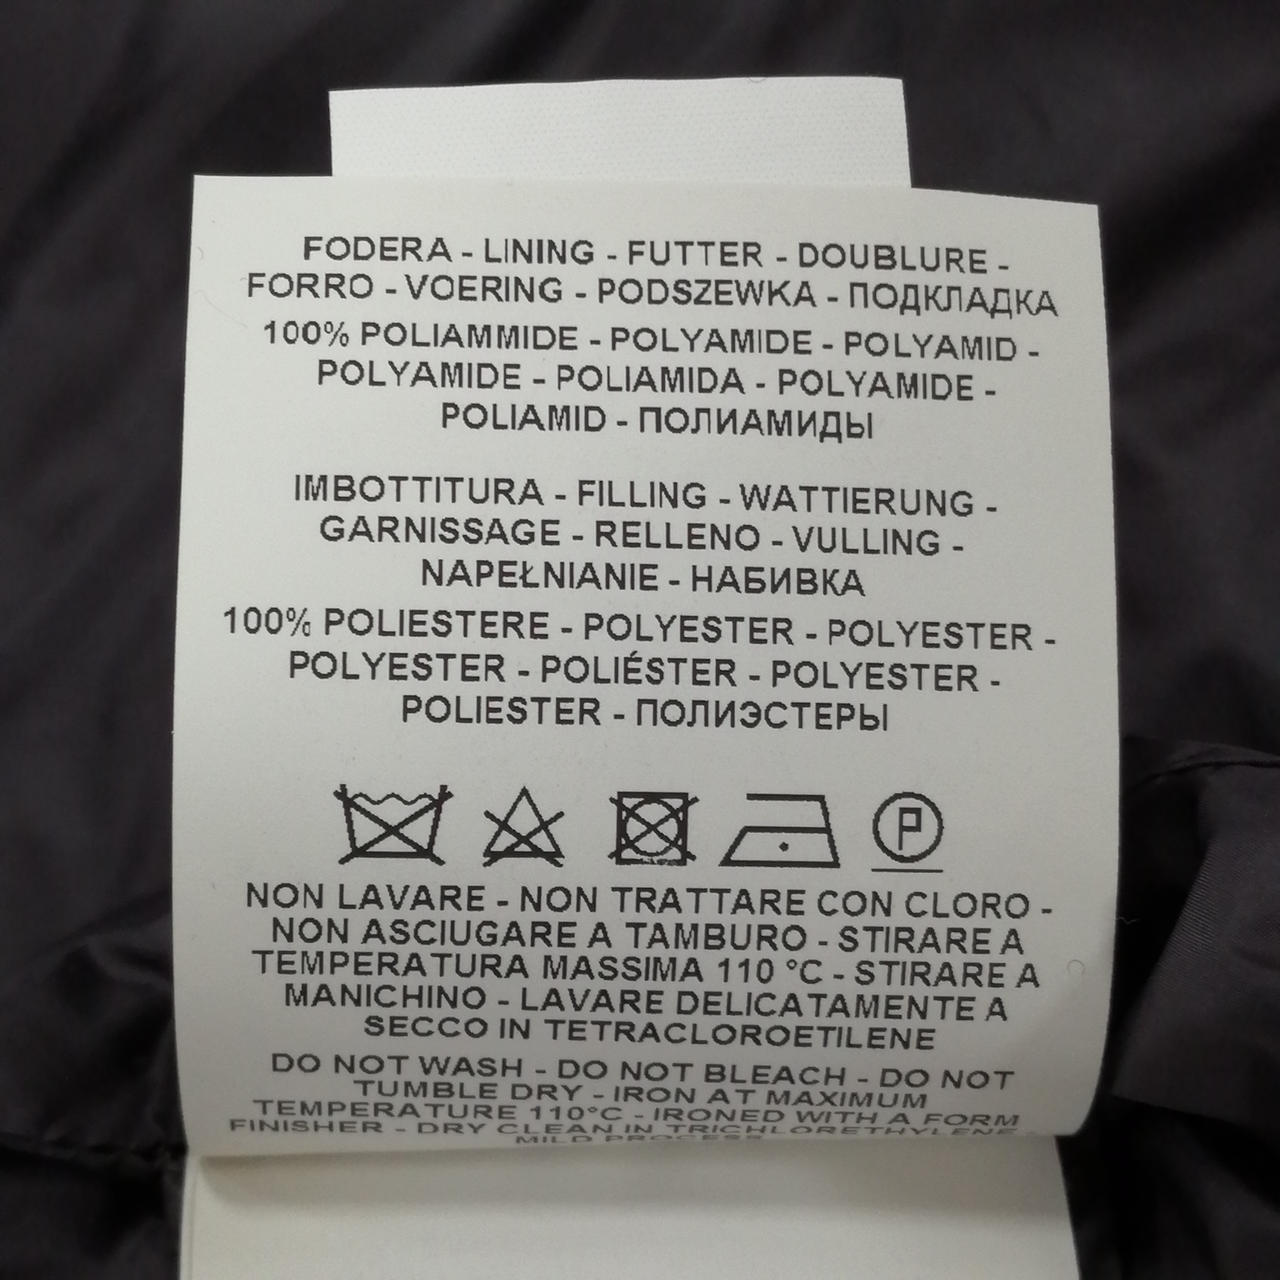 FODERA - LINING - FUTTER - DOUBLURE -
FORRO - VOERING - PODSZEWKA - ПОДКЛАДКА
100% POLIAMMIDE - POLYAMIDE - POLYAMID -
POLYAMIDE - POLIAMIDA - POLYAMIDE -
POLIAMID - ПОЛИАМИДЫ
IMBOTTITURA - FILLING - WATTIERUNG -
GARNISSAGE - RELLENO - VULLING -
NAPEŁNIANIE - НАБИВКА
100% POLIESTERE - POLYESTER - POLYESTER -
POLYESTER - POLIÉSTER - POLYESTER -
POLIESTER - ПОЛИЭСТЕРЫ
P
NON LAVARE - NON TRATTARE CON CLORO -
NON ASCIUGARE A TAMBURO - STIRARE A
TEMPERATURA MASSIMA 110 °C - STIRARE A
MANICHINO - LAVARE DELICATAMENTE A
SECCO IN TETRACLOROETILENE
DO NOT WASH - DO NOT BLEACH - DO NOT
TUMBLE DRY - IRON AT MAXIMUM
TEMPERATURE 110°C - IRONED WITH A FORM
FINISHER - DRY CLEAN IN TRICHLORETHYLENE -
MILD PROCESS